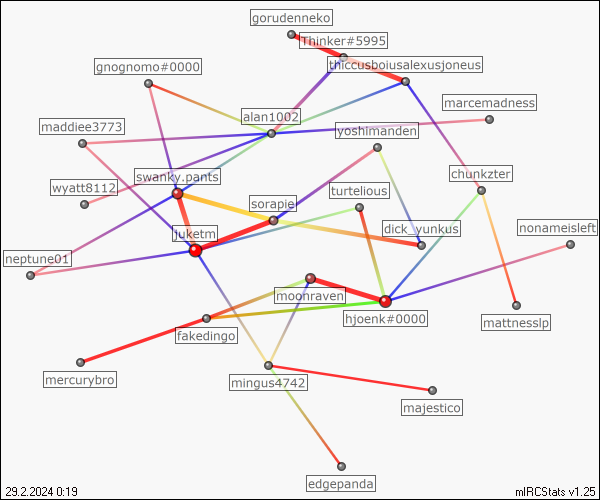 gorudenneko
Thinker#5995
thiccusboiusalexusjoneus
gnognomo#0000
marcemadness
alan1002
maddiee3773
yoshimanden
swanky.pants
chunkzter
wyatt8112
turtelious
sorapie
dick_yunkus
nonameisleft
juketm
neptune01
moonraven
hjoenk#0000
mattnesslp
fakedingo
mercurybro
mingus4742
majestico
edgepanda
29.2.2024 0:19
mIRCStats v1.25